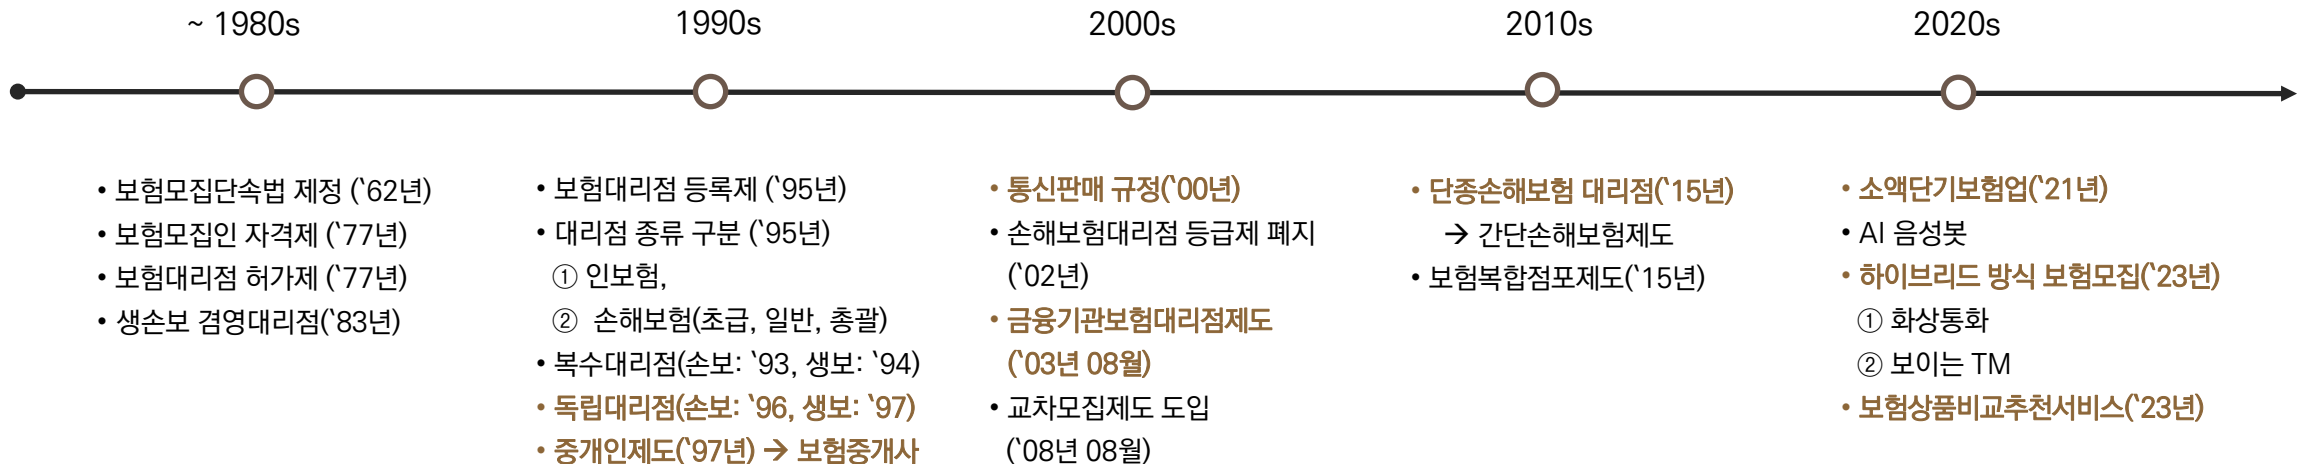 ~ 1980s
• 보험모집단속법 제정 (`62년)
• 보험모집인 자격제 (`77년)
• 보험대리점 허가제 (`77년)
• 생손보 겸영대리점(`83년)
1990s
• 보험대리점 등록제 (`95년)
• 대리점 종류 구분 (`95년)
① 인보험,
② 손해보험(초급, 일반, 총괄)
• 복수대리점(손보: `93, 생보: `94)
• 독립대리점(손보: `96, 생보: `97)
• 중개인제도(`97년) → 보험중개사
2000s
• 통신판매 규정(`00년)
• 손해보험대리점 등급제 폐지
(`02년)
• 금융기관보험대리점제도
(`03년 08월)
• 교차모집제도 도입
(`08년 08월)
2010s
• 단종손해보험 대리점(`15년)
→ 간단손해보험제도
• 보험복합점포제도(`15년)
2020s
• 소액단기보험업(`21년)
• AI 음성봇
• 하이브리드 방식 보험모집(`23년)
① 화상통화
② 보이는 TM
• 보험상품비교추천서비스(`23년)